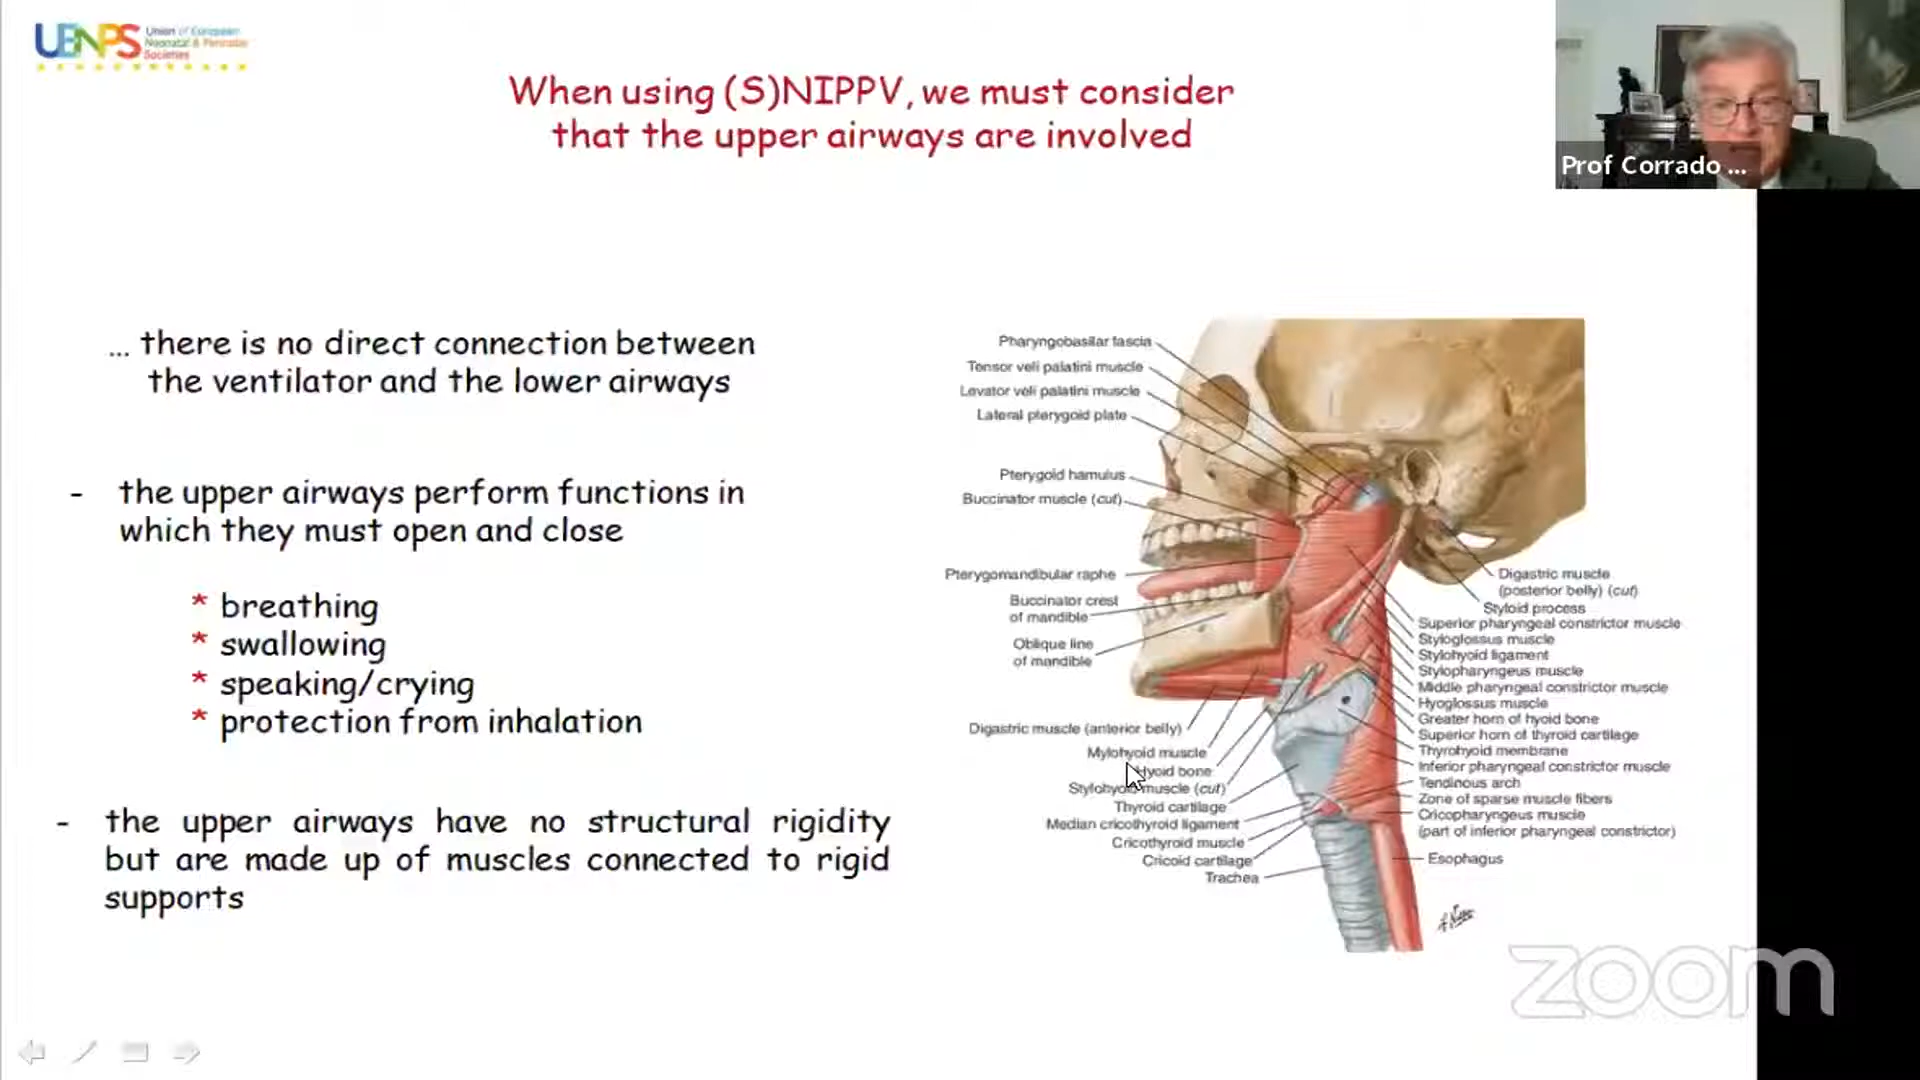 UENPS
Union of European
Neonatal & Perinatal
Societies
When using (S)NIPPV, we must consider
that the upper airways are involved
Prof Corrado ...
... there is no direct connection between
the ventilator and the lower airways
- the upper airways perform functions in
which they must open and close
* breathing
* swallowing
* speaking/crying
* protection from inhalation
- the upper airways have no structural rigidity
but are made up of muscles connected to rigid
supports
Pharyngobasilar fascia
Tensor veli palatini muscle
Levator veli palatini muscle
Lateral pterygoid plate
Pterygoid hamulus
Buccinator muscle (cut)
Pterygomandibular raphe
Buccinator crest
of mandible
Oblique line
of mandible
Digastric muscle (anterior belly)
Mylohyoid muscle
Hyoid bone
Stylohyoid muscle (cut)
Thyroid cartilage
Median cricothyroid ligament
Cricothyroid muscle
Cricoid cartilage
Trachea
Digastric muscle
(posterior belly) (cut)
Styloid process
Superior pharyngeal constrictor muscle
Styloglossus muscle
Stylohyoid ligament
Stylopharyngeus muscle
Middle pharyngeal constrictor muscle
Hyoglossus muscle
Greater horn of hyoid bone
Superior horn of thyroid cartilage
Thyrohyoid membrane
Inferior pharyngeal constrictor muscle
Tendinous arch
Zone of sparse muscle fibers
Cricopharyngeus muscle
(part of inferior pharyngeal constrictor)
Esophagus
zoom